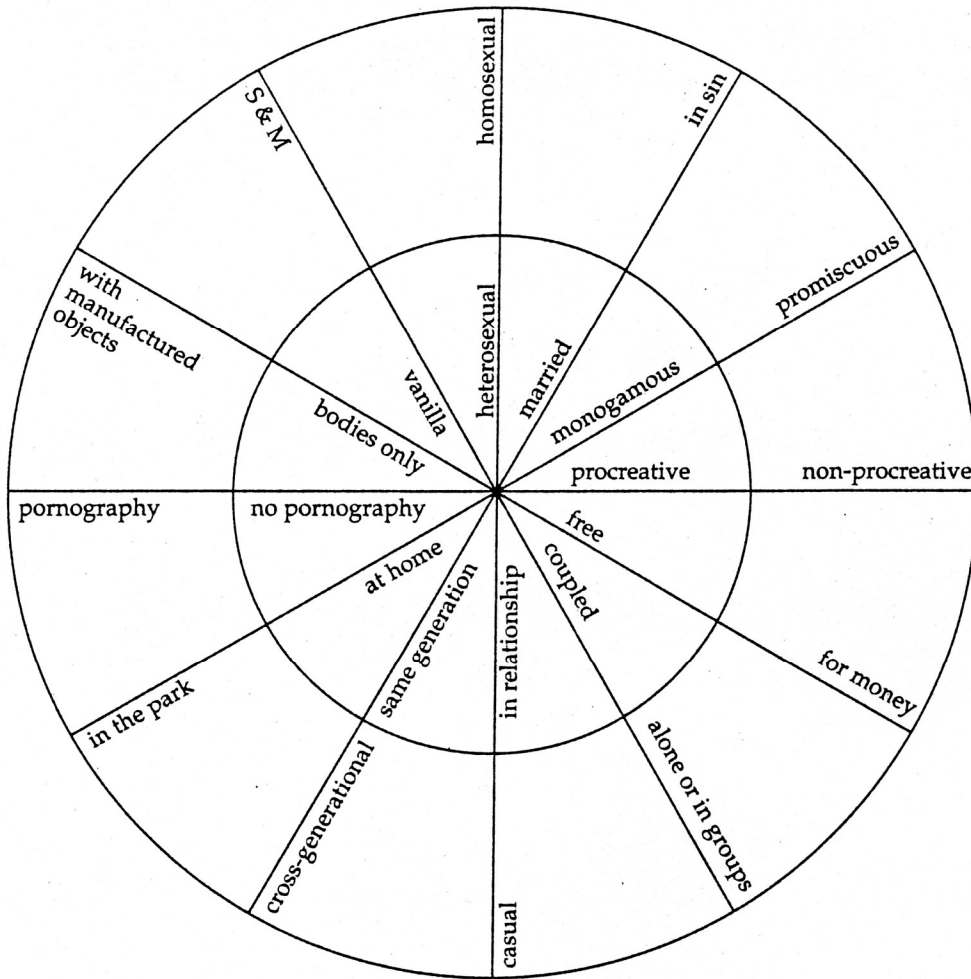 homosexual
heterosexual
in sin
married
promiscuous
monogamous
non-procreative
procreative
for money
free
alone or in groups
coupled
casual
in relationship
cross-generational
same generation
in the park
at home
pornography
no pornography
with
manufactured
objects
bodies only
S & M
vanilla